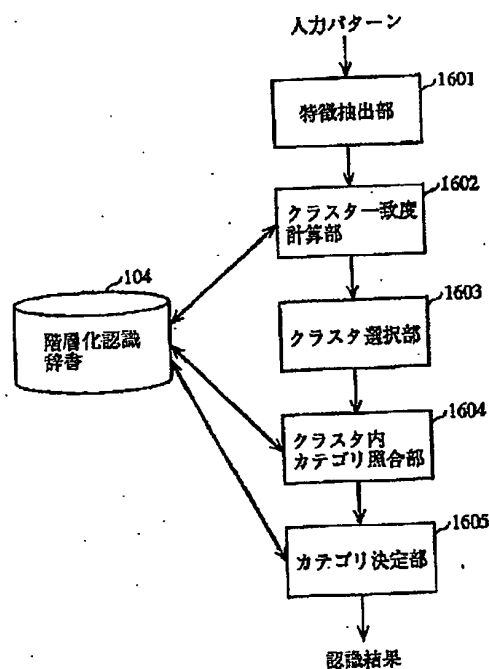 入力パターン
1601
特徴抽出部
1602
クラスタ一致度
計算部
104
階層化認識
辞書
1603
クラスタ選択部
1604
クラスタ内
カテゴリ照合部
1605
カテゴリ決定部
認識結果